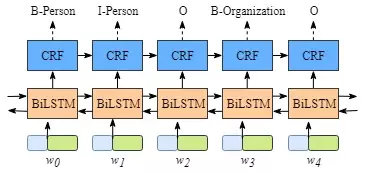 B-Person I-Person O B-Organization O
CRF CRF CRF CRF CRF
BiLSTM BiLSTM BiLSTM BiLSTM BiLSTM
w0 w1 w2 w3 w4